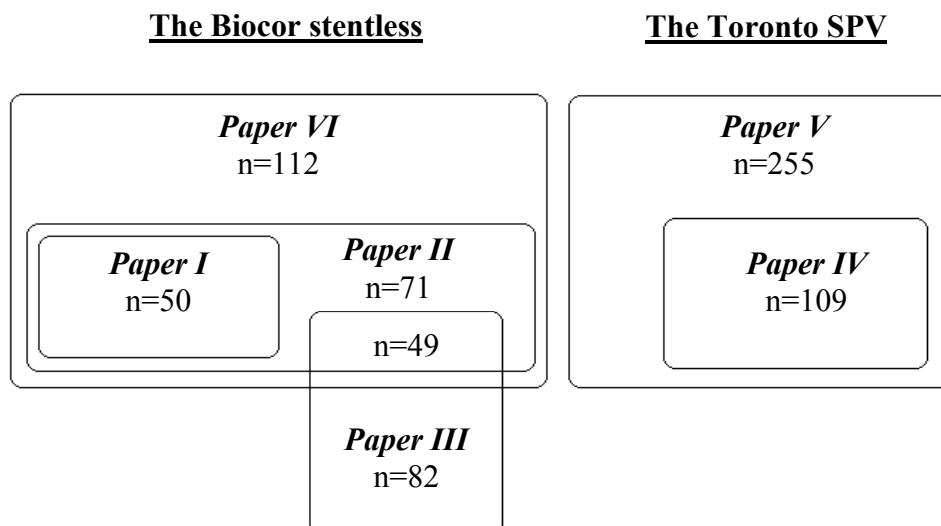 The Biocor stentless
The Toronto SPV
Paper VI
n=112
Paper V
n=255
Paper I
n=50
Paper II
n=71
n=49
Paper IV
n=109
Paper III
n=82